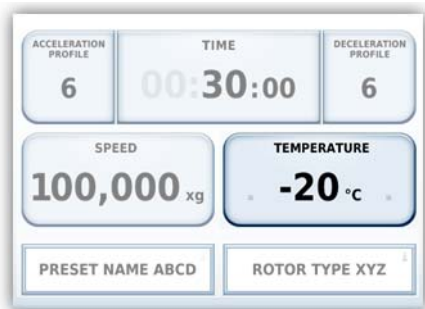 ACCELERATION
PROFILE
6
TIME
00:30:00
DECELERATION
PROFILE
6
SPEED
100,000 xg
TEMPERATURE
-20 °C
PRESET NAME ABCD
ROTOR TYPE XYZ